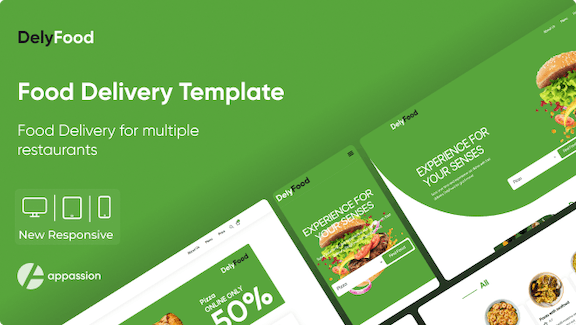 DelyFood
Food Delivery Template
Food Delivery for multiple
restaurants
New Responsive
appassion
DelyFood
EXPERIENCE FOR
YOUR SENSES
Pizza
DelyFood
EXPERIENCE FOR
YOUR SENSES
Pizza
DelyFood
Pizza
ONLINE ONLY
50%
All